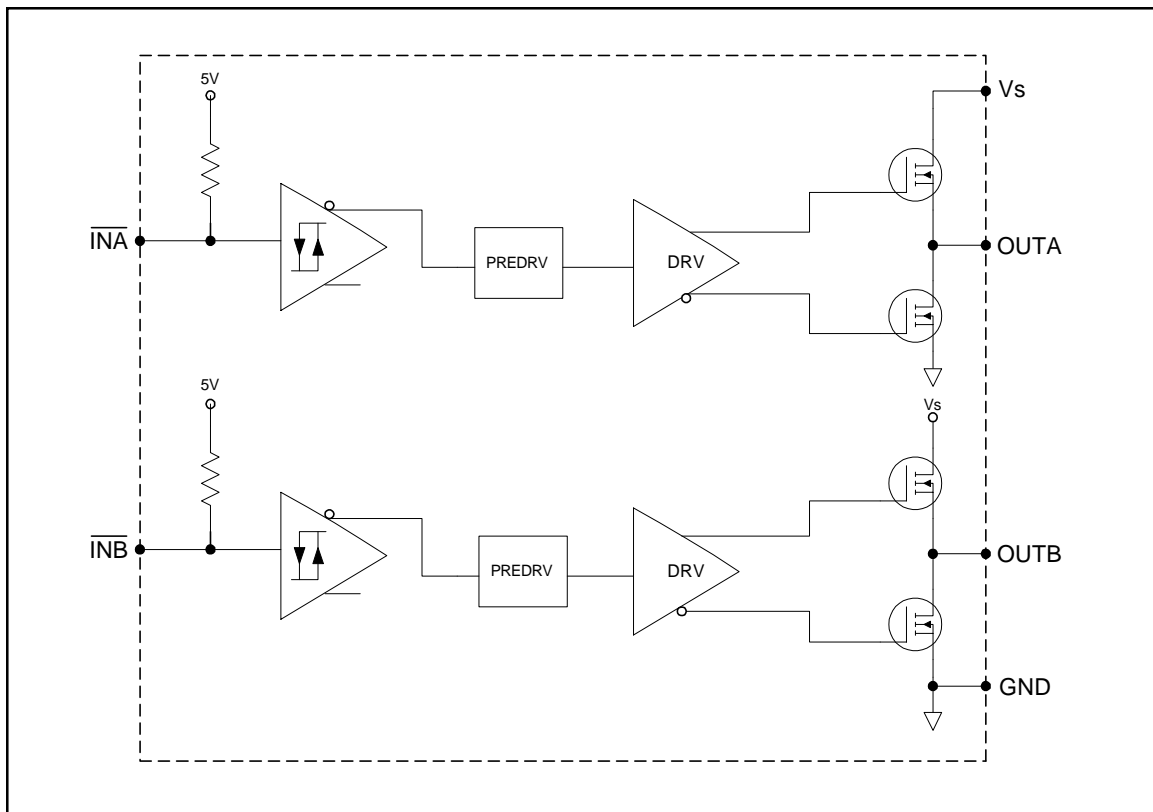 5V
Vs
INA
PREDRV
DRV
OUTA
5V
Vs
INB
PREDRV
DRV
OUTB
GND